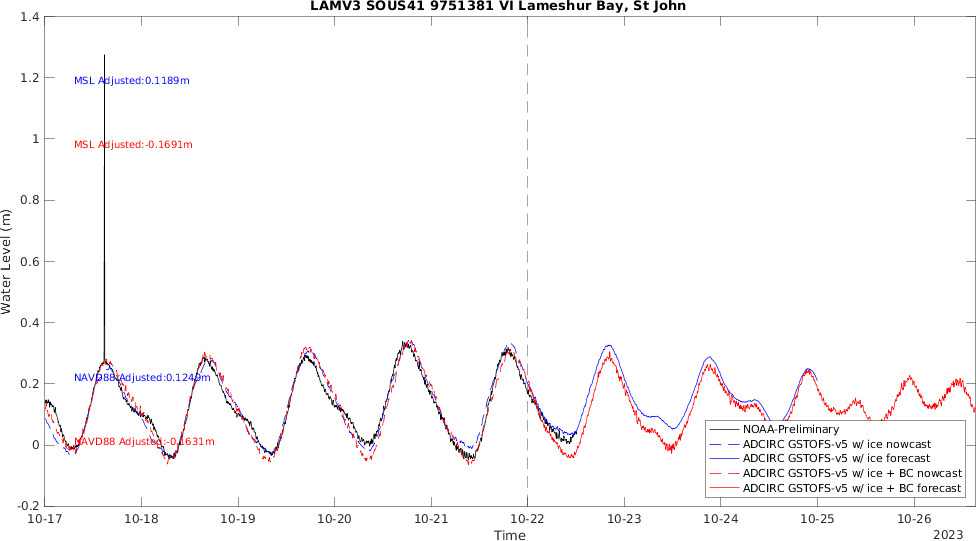 LAMV3 SOUS41 9751381 VI Lameshur Bay, St John
1.4
1.2
1
0.8
0.6
0.4
0.2
0
-0.2
Water Level (m)
MSL Adjusted:0.1189m
MSL Adjusted:-0.1691m
NAVD88 Adjusted:0.1249m
NAVD88 Adjusted:-0.1631m
NOAA-Preliminary
ADCIRC GSTOFS-v5 w/ ice nowcast
ADCIRC GSTOFS-v5 w/ ice forecast
ADCIRC GSTOFS-v5 w/ ice + BC nowcast
ADCIRC GSTOFS-v5 w/ ice + BC forecast
10-17 10-18 10-19 10-20 10-21 10-22 10-23 10-24 10-25 10-26
Time
2023